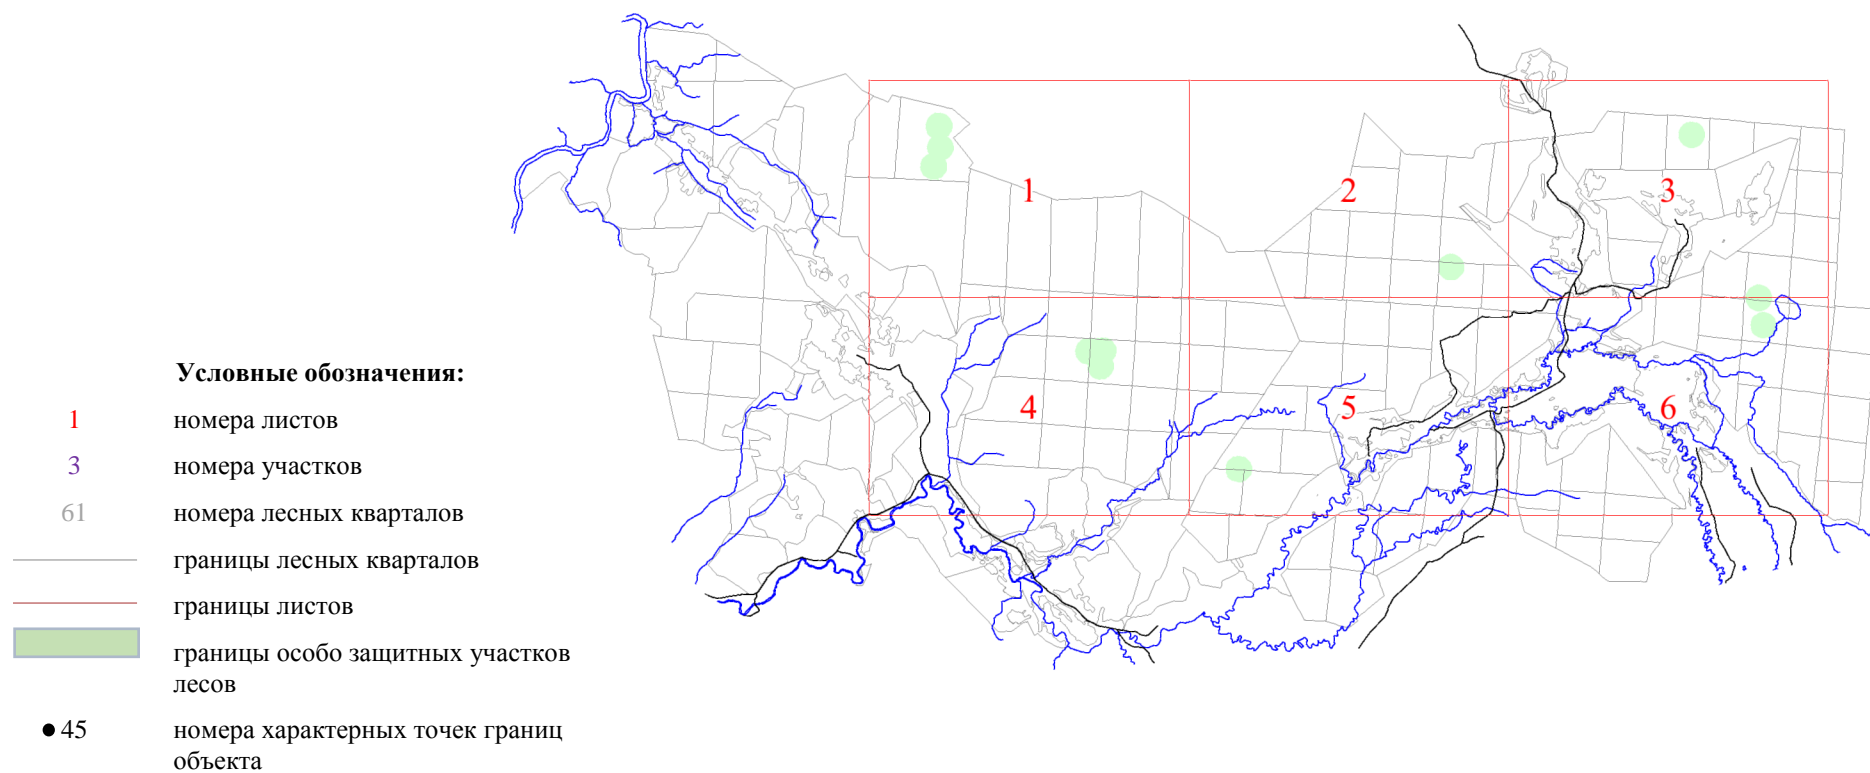 Условные обозначения:
1 номера листов
3 номера участков
61 номера лесных кварталов
границы лесных кварталов
границы листов
границы особо защитных участков
лесов
45 номера характерных точек границ
объекта
1
2
3
4
5
6